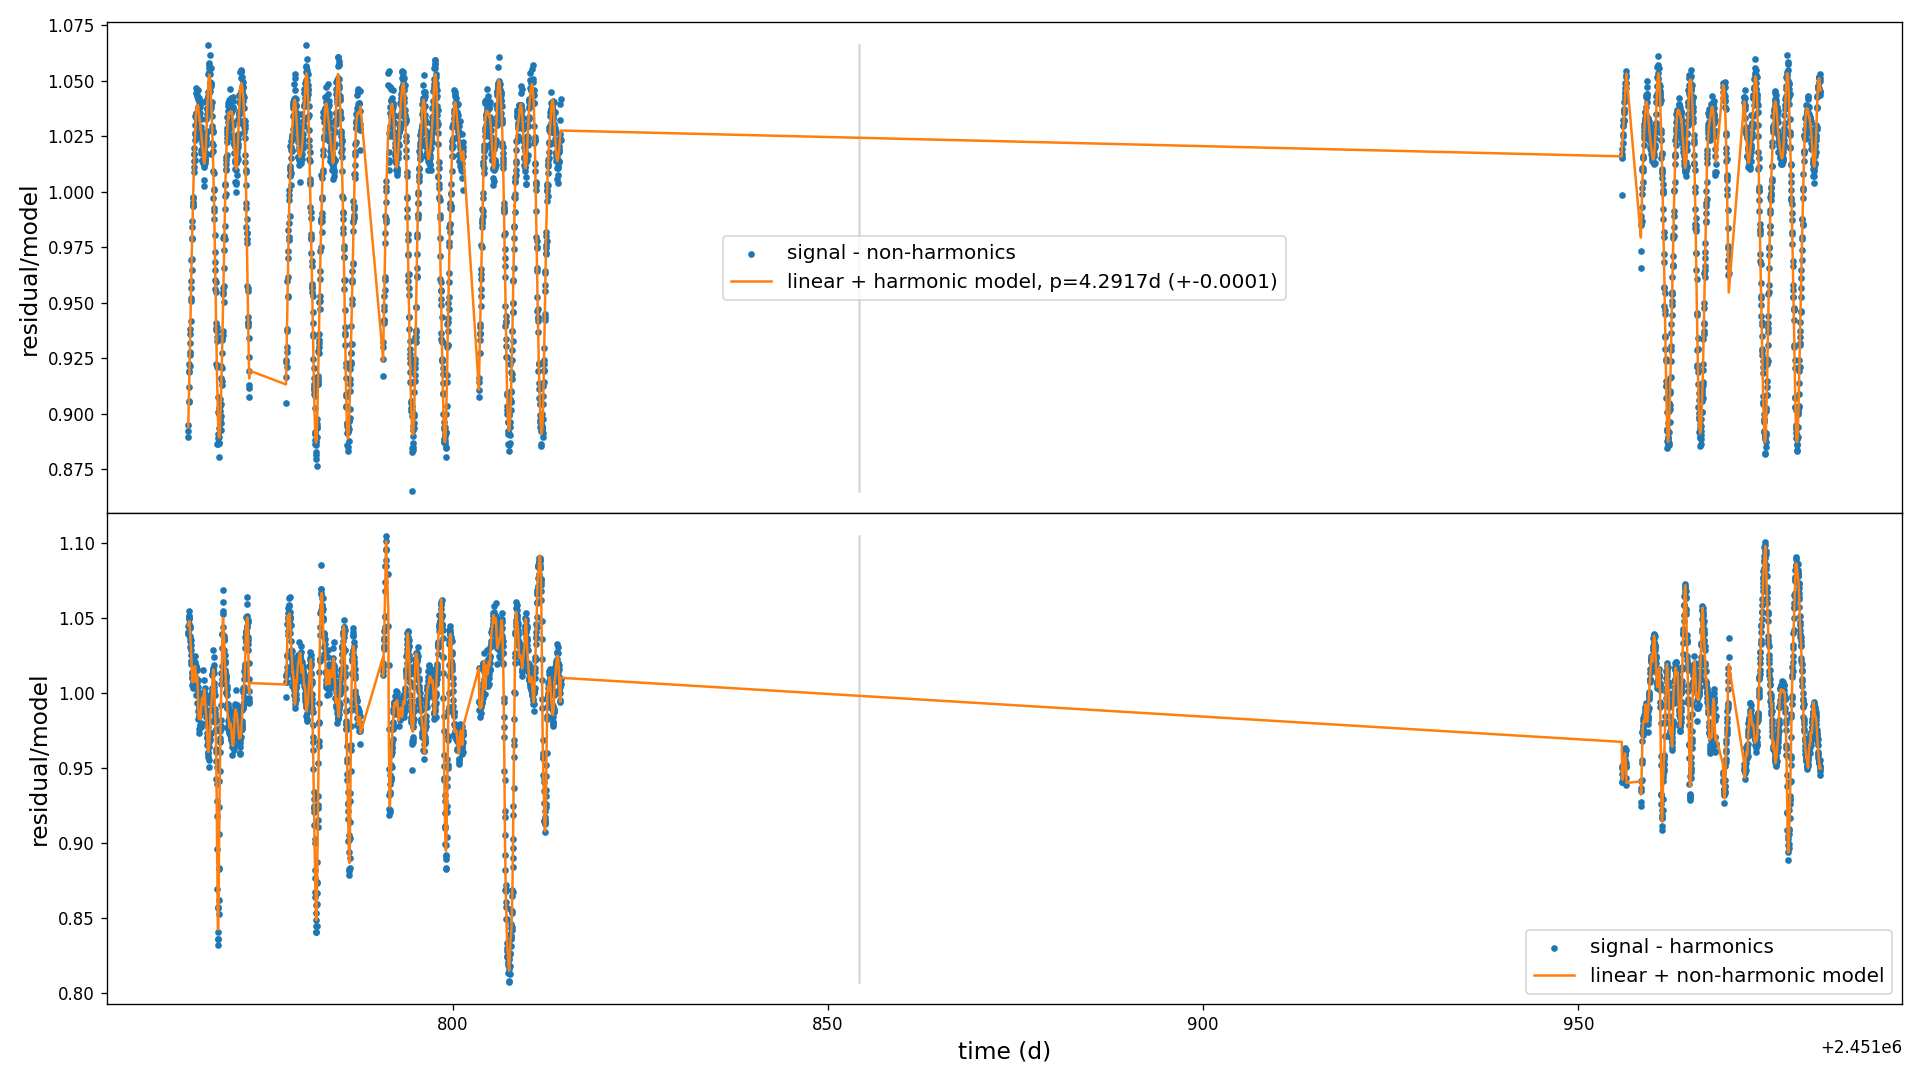 1.075
1.050
1.025
1.000
0.975
0.950
0.925
0.900
0.875
residual/model
signal - non-harmonics
linear + harmonic model, p=4.2917d (+-0.0001)
1.10
1.05
1.00
0.95
0.90
0.85
0.80
residual/model
signal - harmonics
linear + non-harmonic model
800
850
900
950
time (d)
+2.451e6